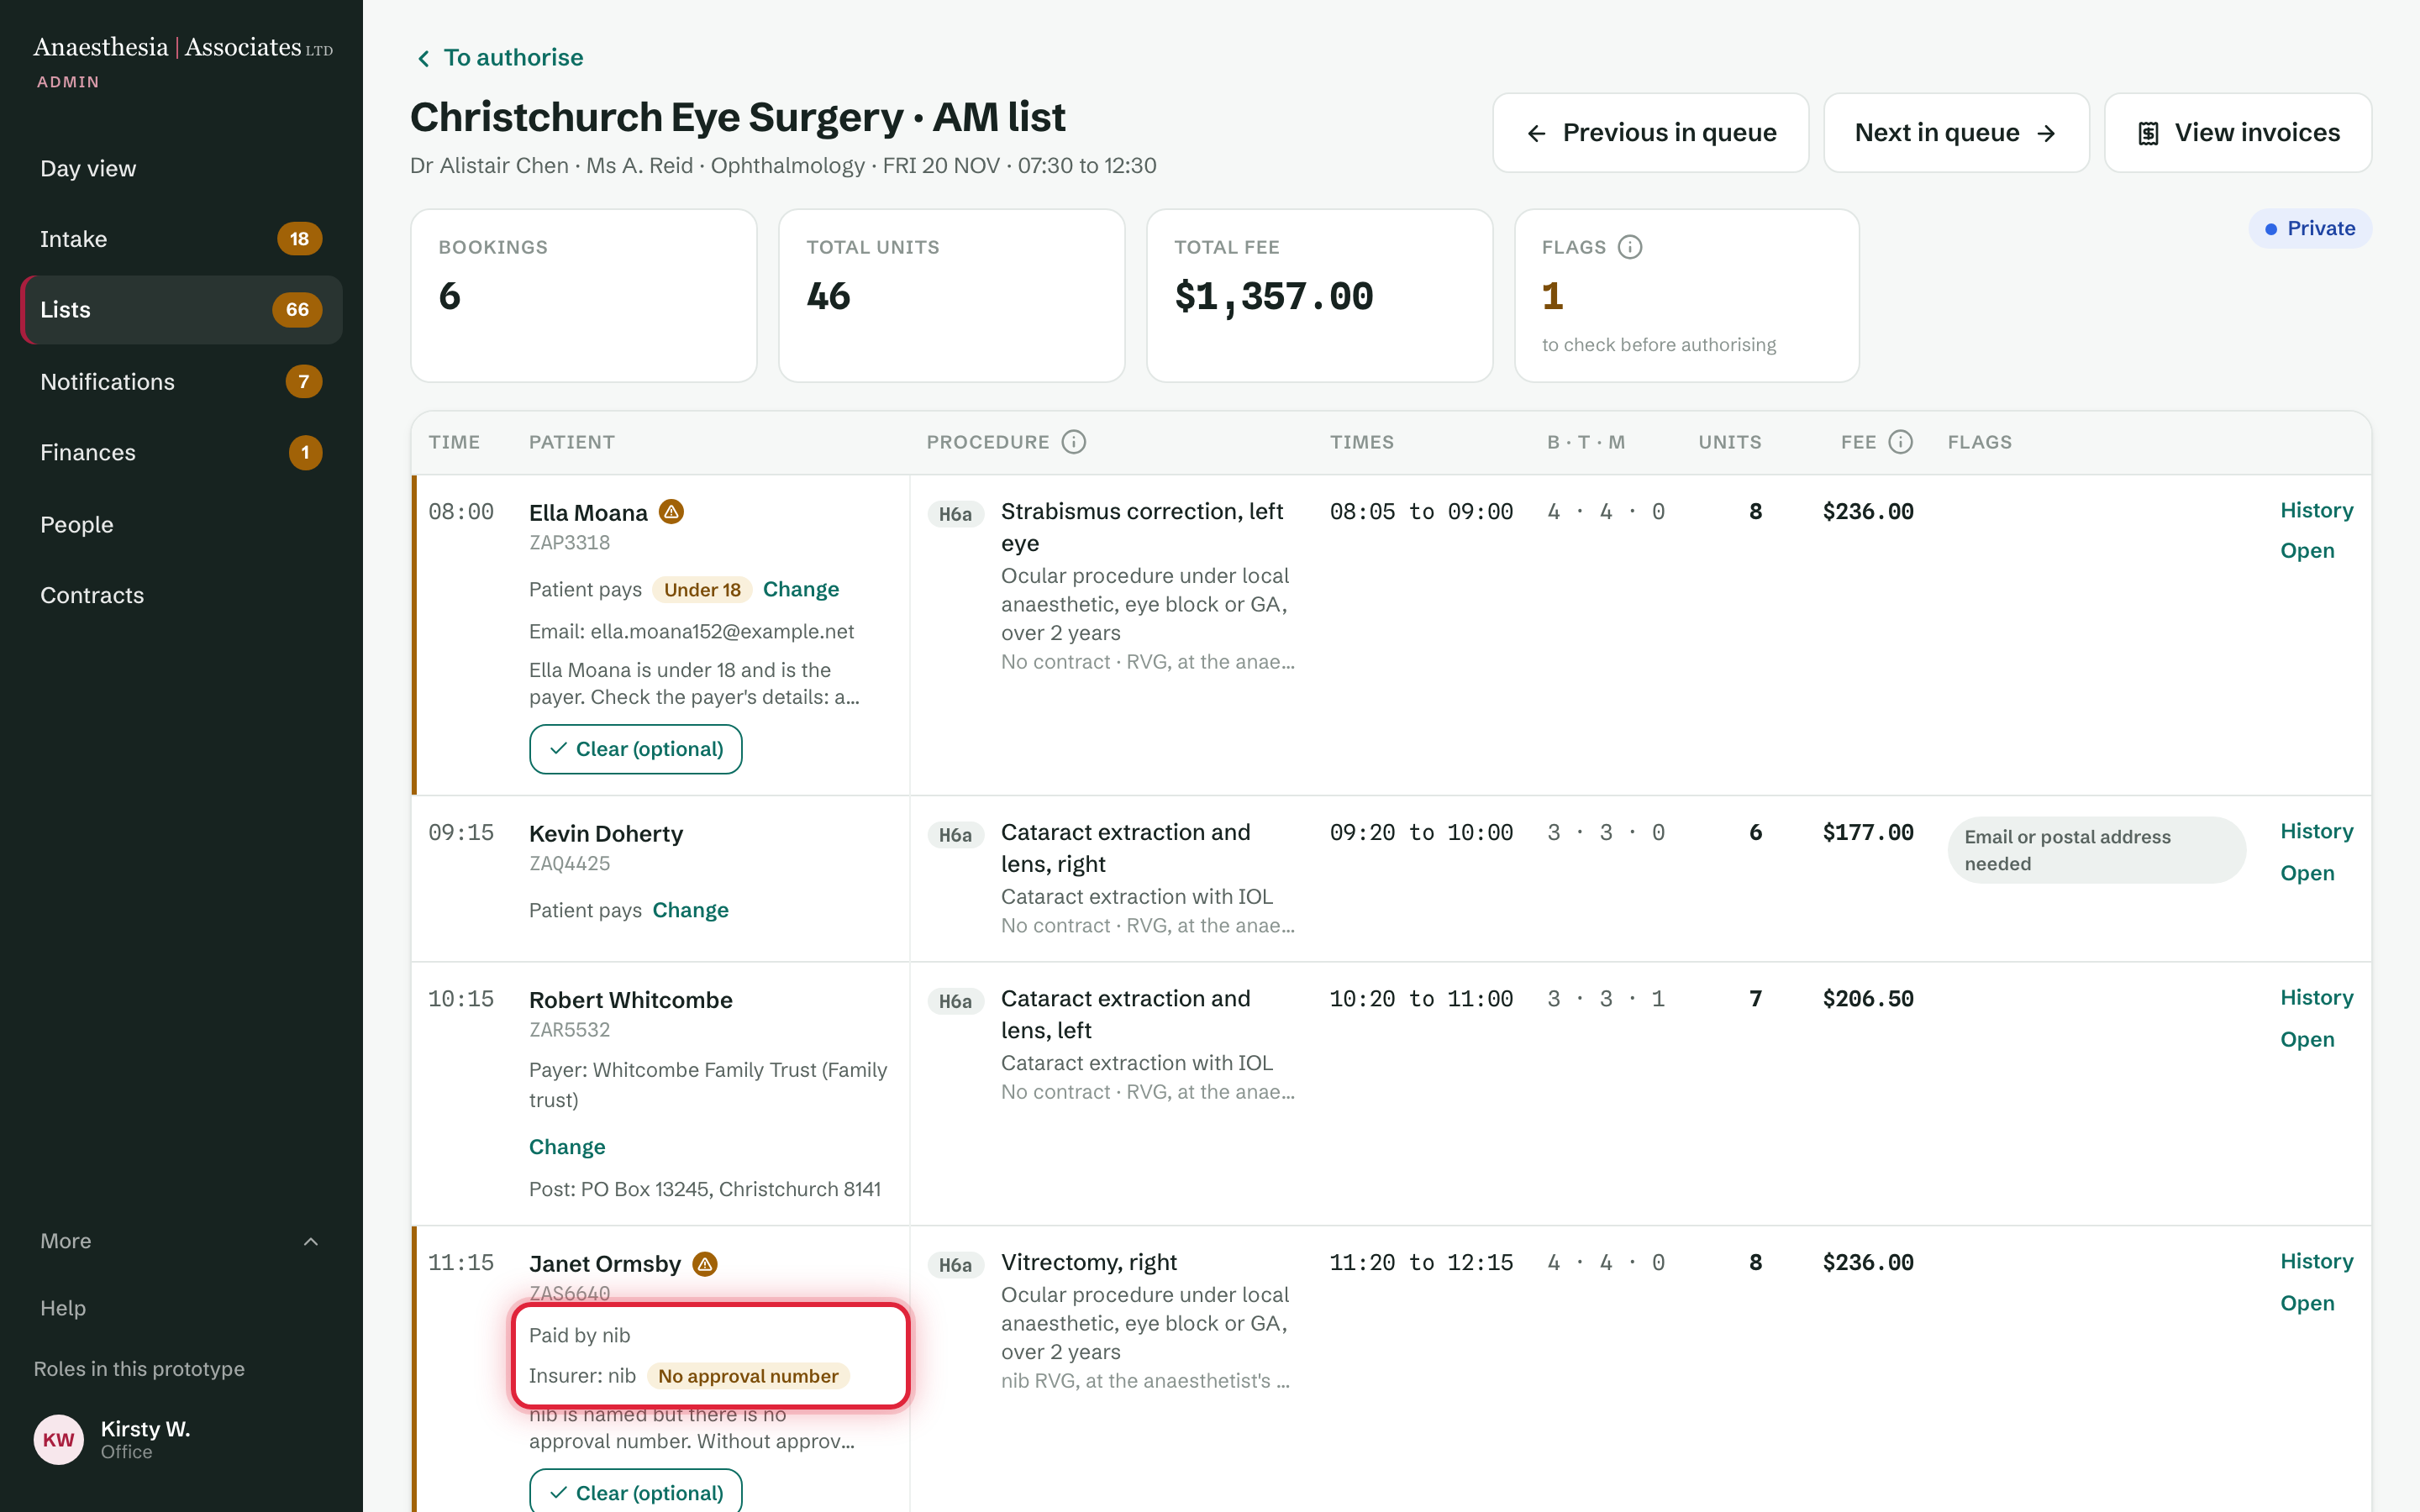 Anaesthesia | Associates LTD
ADMIN
Day view
Intake 18
Lists 66
Notifications 7
Finances 1
People
Contracts
More
Help
Roles in this prototype
KW
Kirsty W.
Office
To authorise
Christchurch Eye Surgery · AM list
Dr Alistair Chen · Ms A. Reid · Ophthalmology · FRI 20 NOV · 07:30 to 12:30
← Previous in queue
Next in queue →
View invoices
BOOKINGS
6
TOTAL UNITS
46
TOTAL FEE
$1,357.00
FLAGS
1
to check before authorising
Private
TIME PATIENT PROCEDURE TIMES B · T · M UNITS FEE FLAGS
08:00
Ella Moana
ZAP3318
Patient pays Under 18 Change
Email: ella.moana152@example.net
Ella Moana is under 18 and is the
payer. Check the payer's details: a...
Clear (optional)
H6a
Strabismus correction, left
eye
Ocular procedure under local
anaesthetic, eye block or GA,
over 2 years
No contract · RVG, at the anae...
08:05 to 09:00
4 · 4 · 0
8
$236.00
History
Open
09:15
Kevin Doherty
ZAQ4425
Patient pays Change
H6a
Cataract extraction and
lens, right
Cataract extraction with IOL
No contract · RVG, at the anae...
09:20 to 10:00
3 · 3 · 0
6
$177.00
Email or postal address
needed
History
Open
10:15
Robert Whitcombe
ZAR5532
Payer: Whitcombe Family Trust (Family
trust)
Change
Post: PO Box 13245, Christchurch 8141
H6a
Cataract extraction and
lens, left
Cataract extraction with IOL
No contract · RVG, at the anae...
10:20 to 11:00
3 · 3 · 1
7
$206.50
History
Open
11:15
Janet Ormsby
ZAS6640
Paid by nib
Insurer: nib No approval number
nib is named but there is no
approval number. Without approv...
Clear (optional)
H6a
Vitrectomy, right
Ocular procedure under local
anaesthetic, eye block or GA,
over 2 years
nib RVG, at the anaesthetist's ...
11:20 to 12:15
4 · 4 · 0
8
$236.00
History
Open